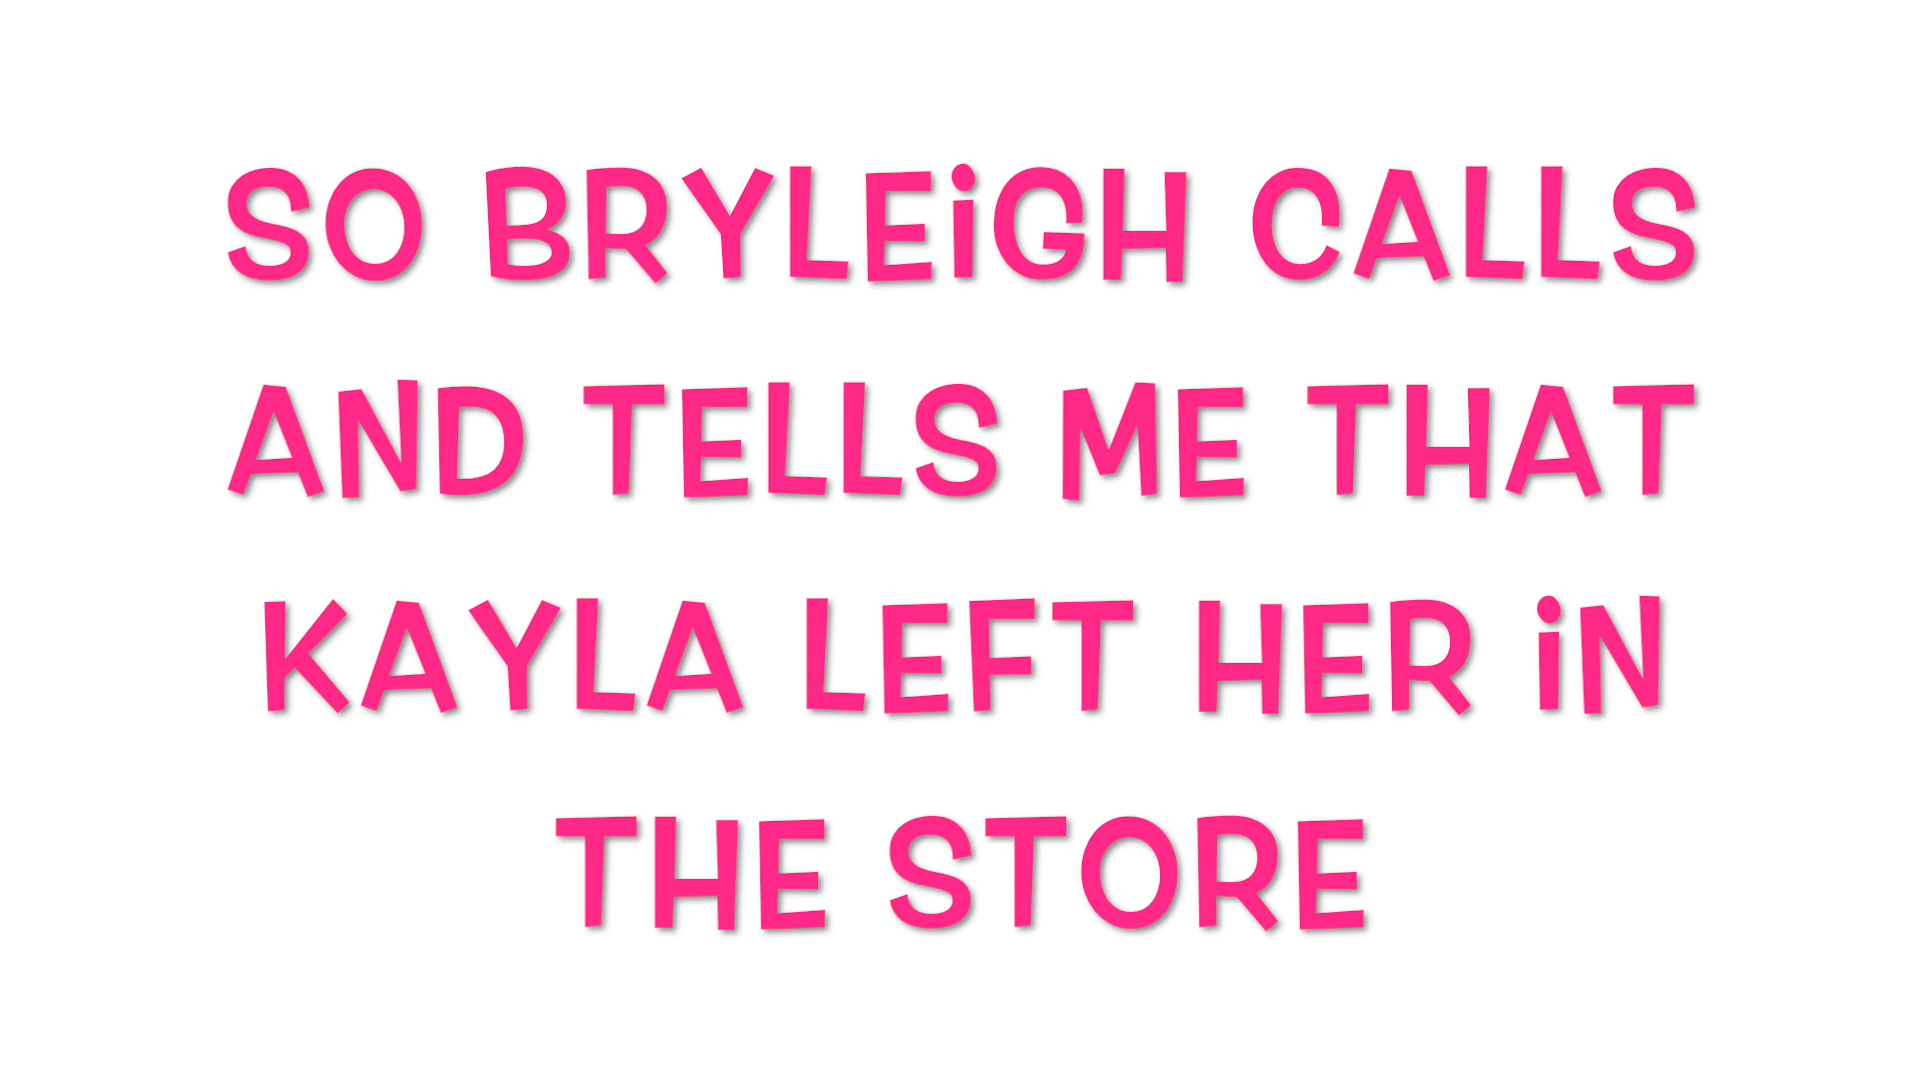 SO BRYLEiGH CALLS
AND TELLS ME THAT
KAYLA LEFT HER iN
THE STORE